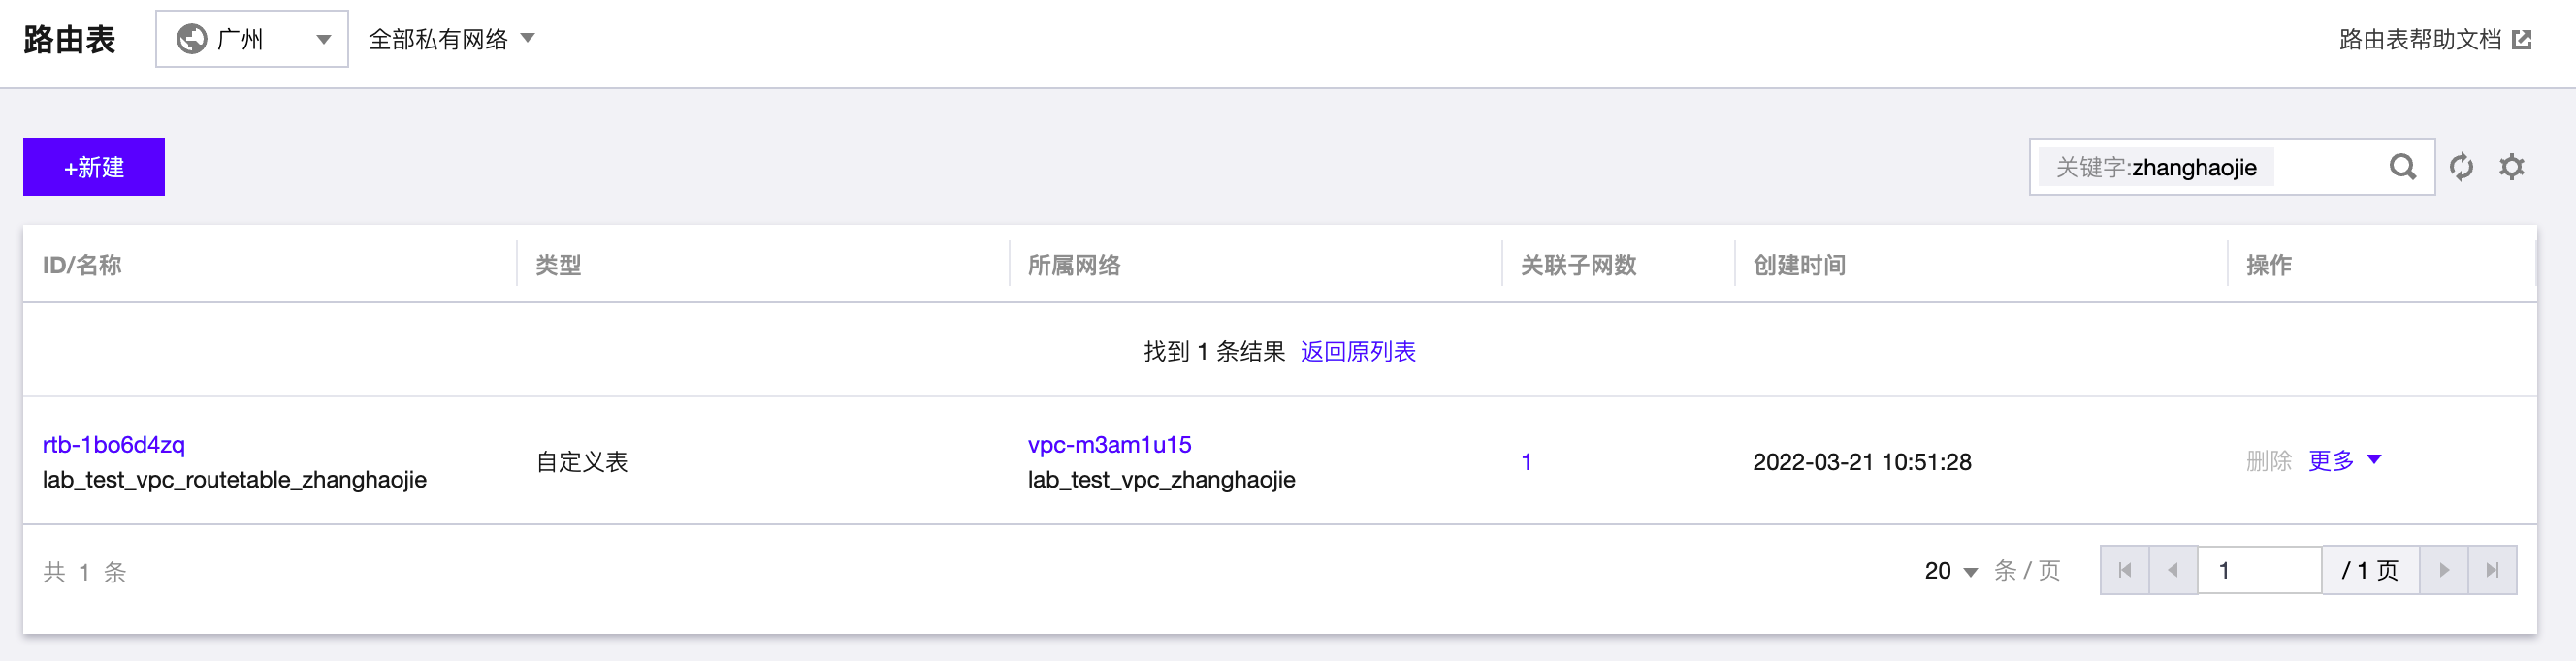 路由表 广州 全部私有网络 路由表帮助文档
+新建 关键字:zhanghaojie
ID/名称 类型 所属网络 关联子网数 创建时间 操作
找到 1 条结果 返回原列表
rtb-1bo6d4zq vpc-m3am1u15
自定义表 1 2022-03-21 10:51:28 删除 更多
lab_test_vpc_routetable_zhanghaojie lab_test_vpc_zhanghaojie
共 1 条 20 条 / 页 1 / 1 页